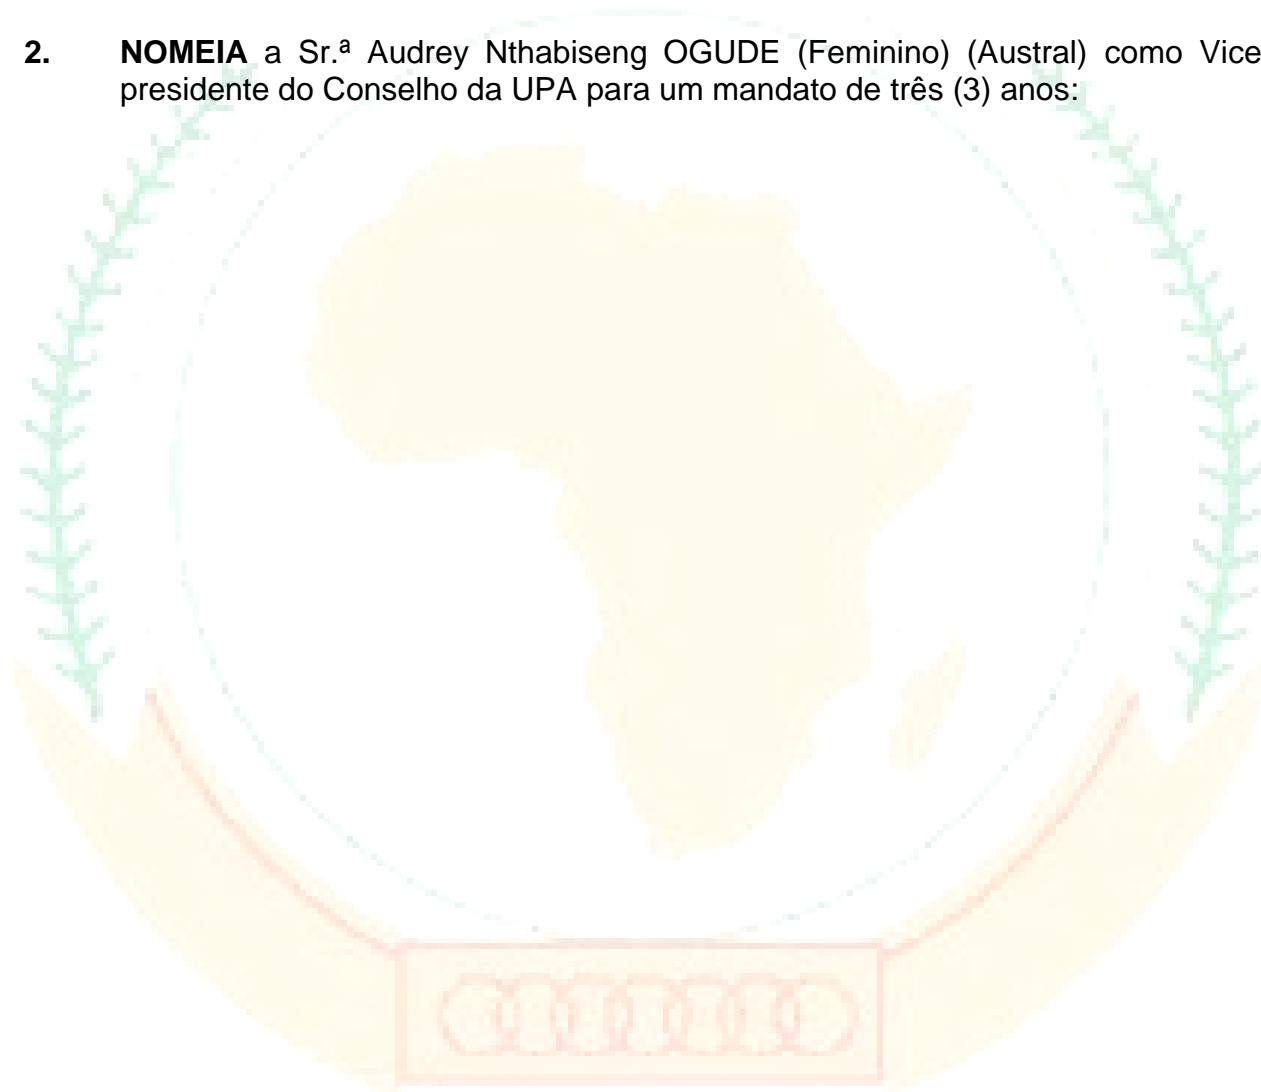 2. NOMEIA a Sr.ª Audrey Nthabiseng OGUDE (Feminino) (Austral) como Vice
presidente do Conselho da UPA para um mandato de três (3) anos: